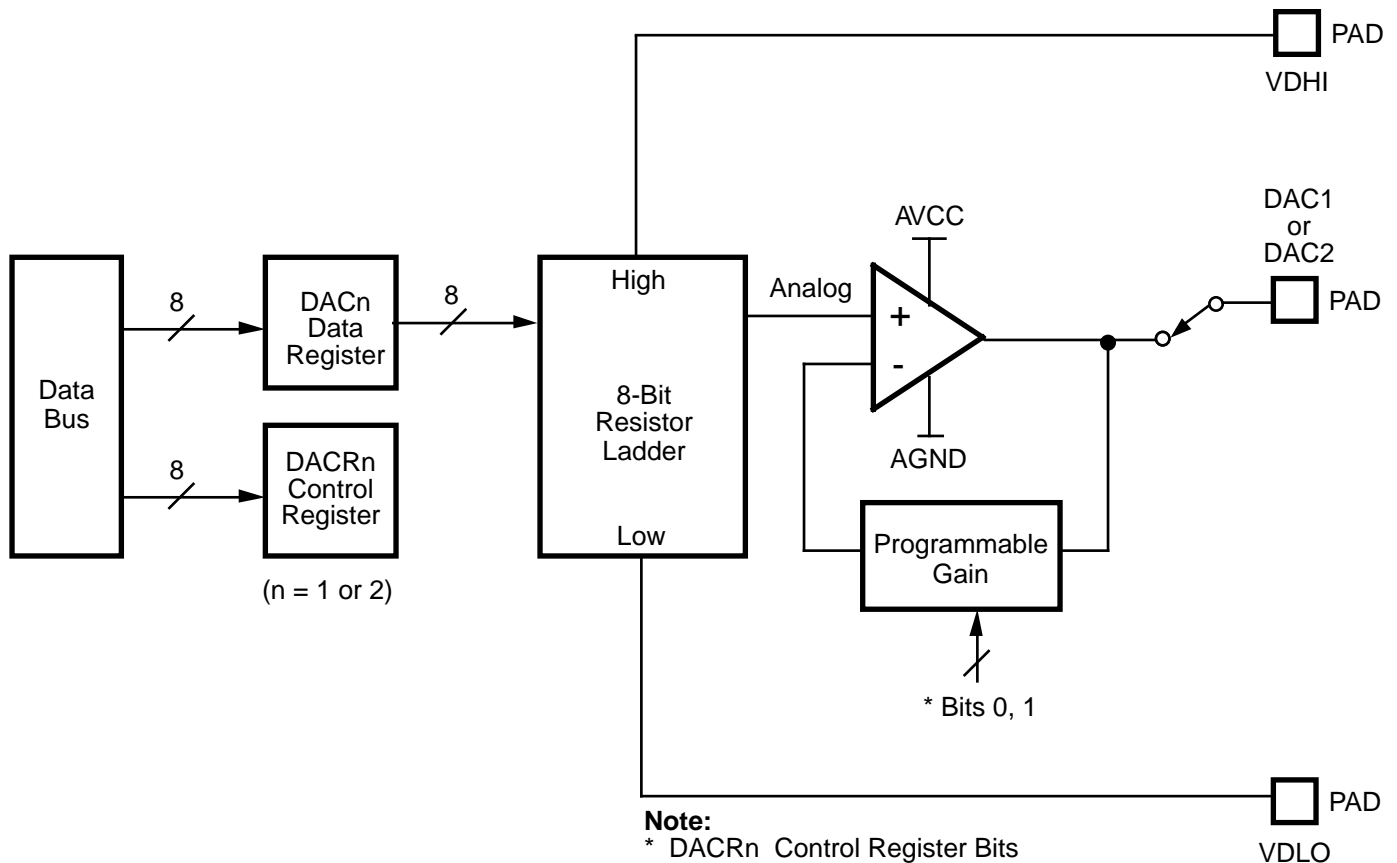 PAD
VDHI
DAC1
or
DAC2
PAD
AVCC
Data
Bus
8
DACn
Data
Register
8
High
8-Bit
Resistor
Ladder
Low
Analog
+
-
AGND
8
DACRn
Control
Register
(n = 1 or 2)
Programmable
Gain
* Bits 0, 1
PAD
VDLO
Note:
* DACRn Control Register Bits